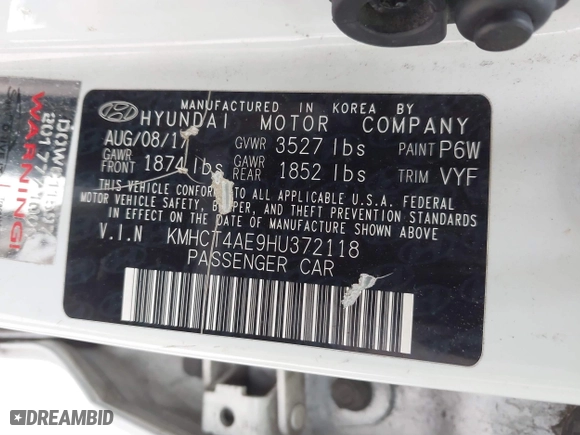 MANUFACTURED IN KOREA BY
HYUNDAI MOTOR COMPANY
AUG/08/17 GVWR 3527 lbs PAINT P6W
GAWR FRONT 1874 lbs GAWR REAR 1852 lbs TRIM VYF
THIS VEHICLE CONFORMS TO ALL APPLICABLE U.S.A. FEDERAL
MOTOR VEHICLE SAFETY, BUMPER, AND THEFT PREVENTION STANDARDS
IN EFFECT ON THE DATE OF MANUFACTURE SHOWN ABOVE.
V.I.N KMHCT4AE9HU372118
PASSENGER CAR
WARNING!
DREAMBID